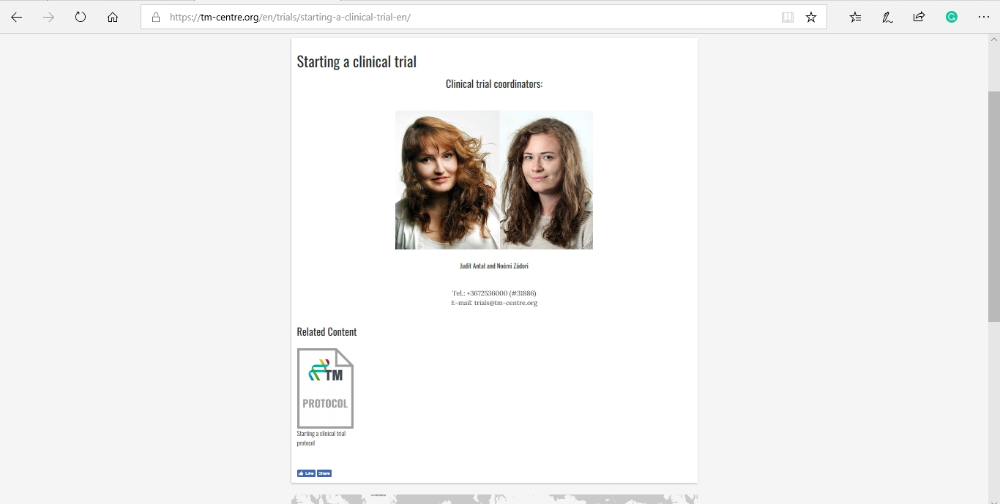 https://tm-centre.org/en/trials/starting-a-clinical-trial-en/
Starting a clinical trial
Clinical trial coordinators:
Judit Antal and Noémi Zádori
Tel.: +3672536000 (#31886)
E-mail: trials@tm-centre.org
Related Content
TM
PROTOCOL
Starting a clinical trial
protocol
Like Share